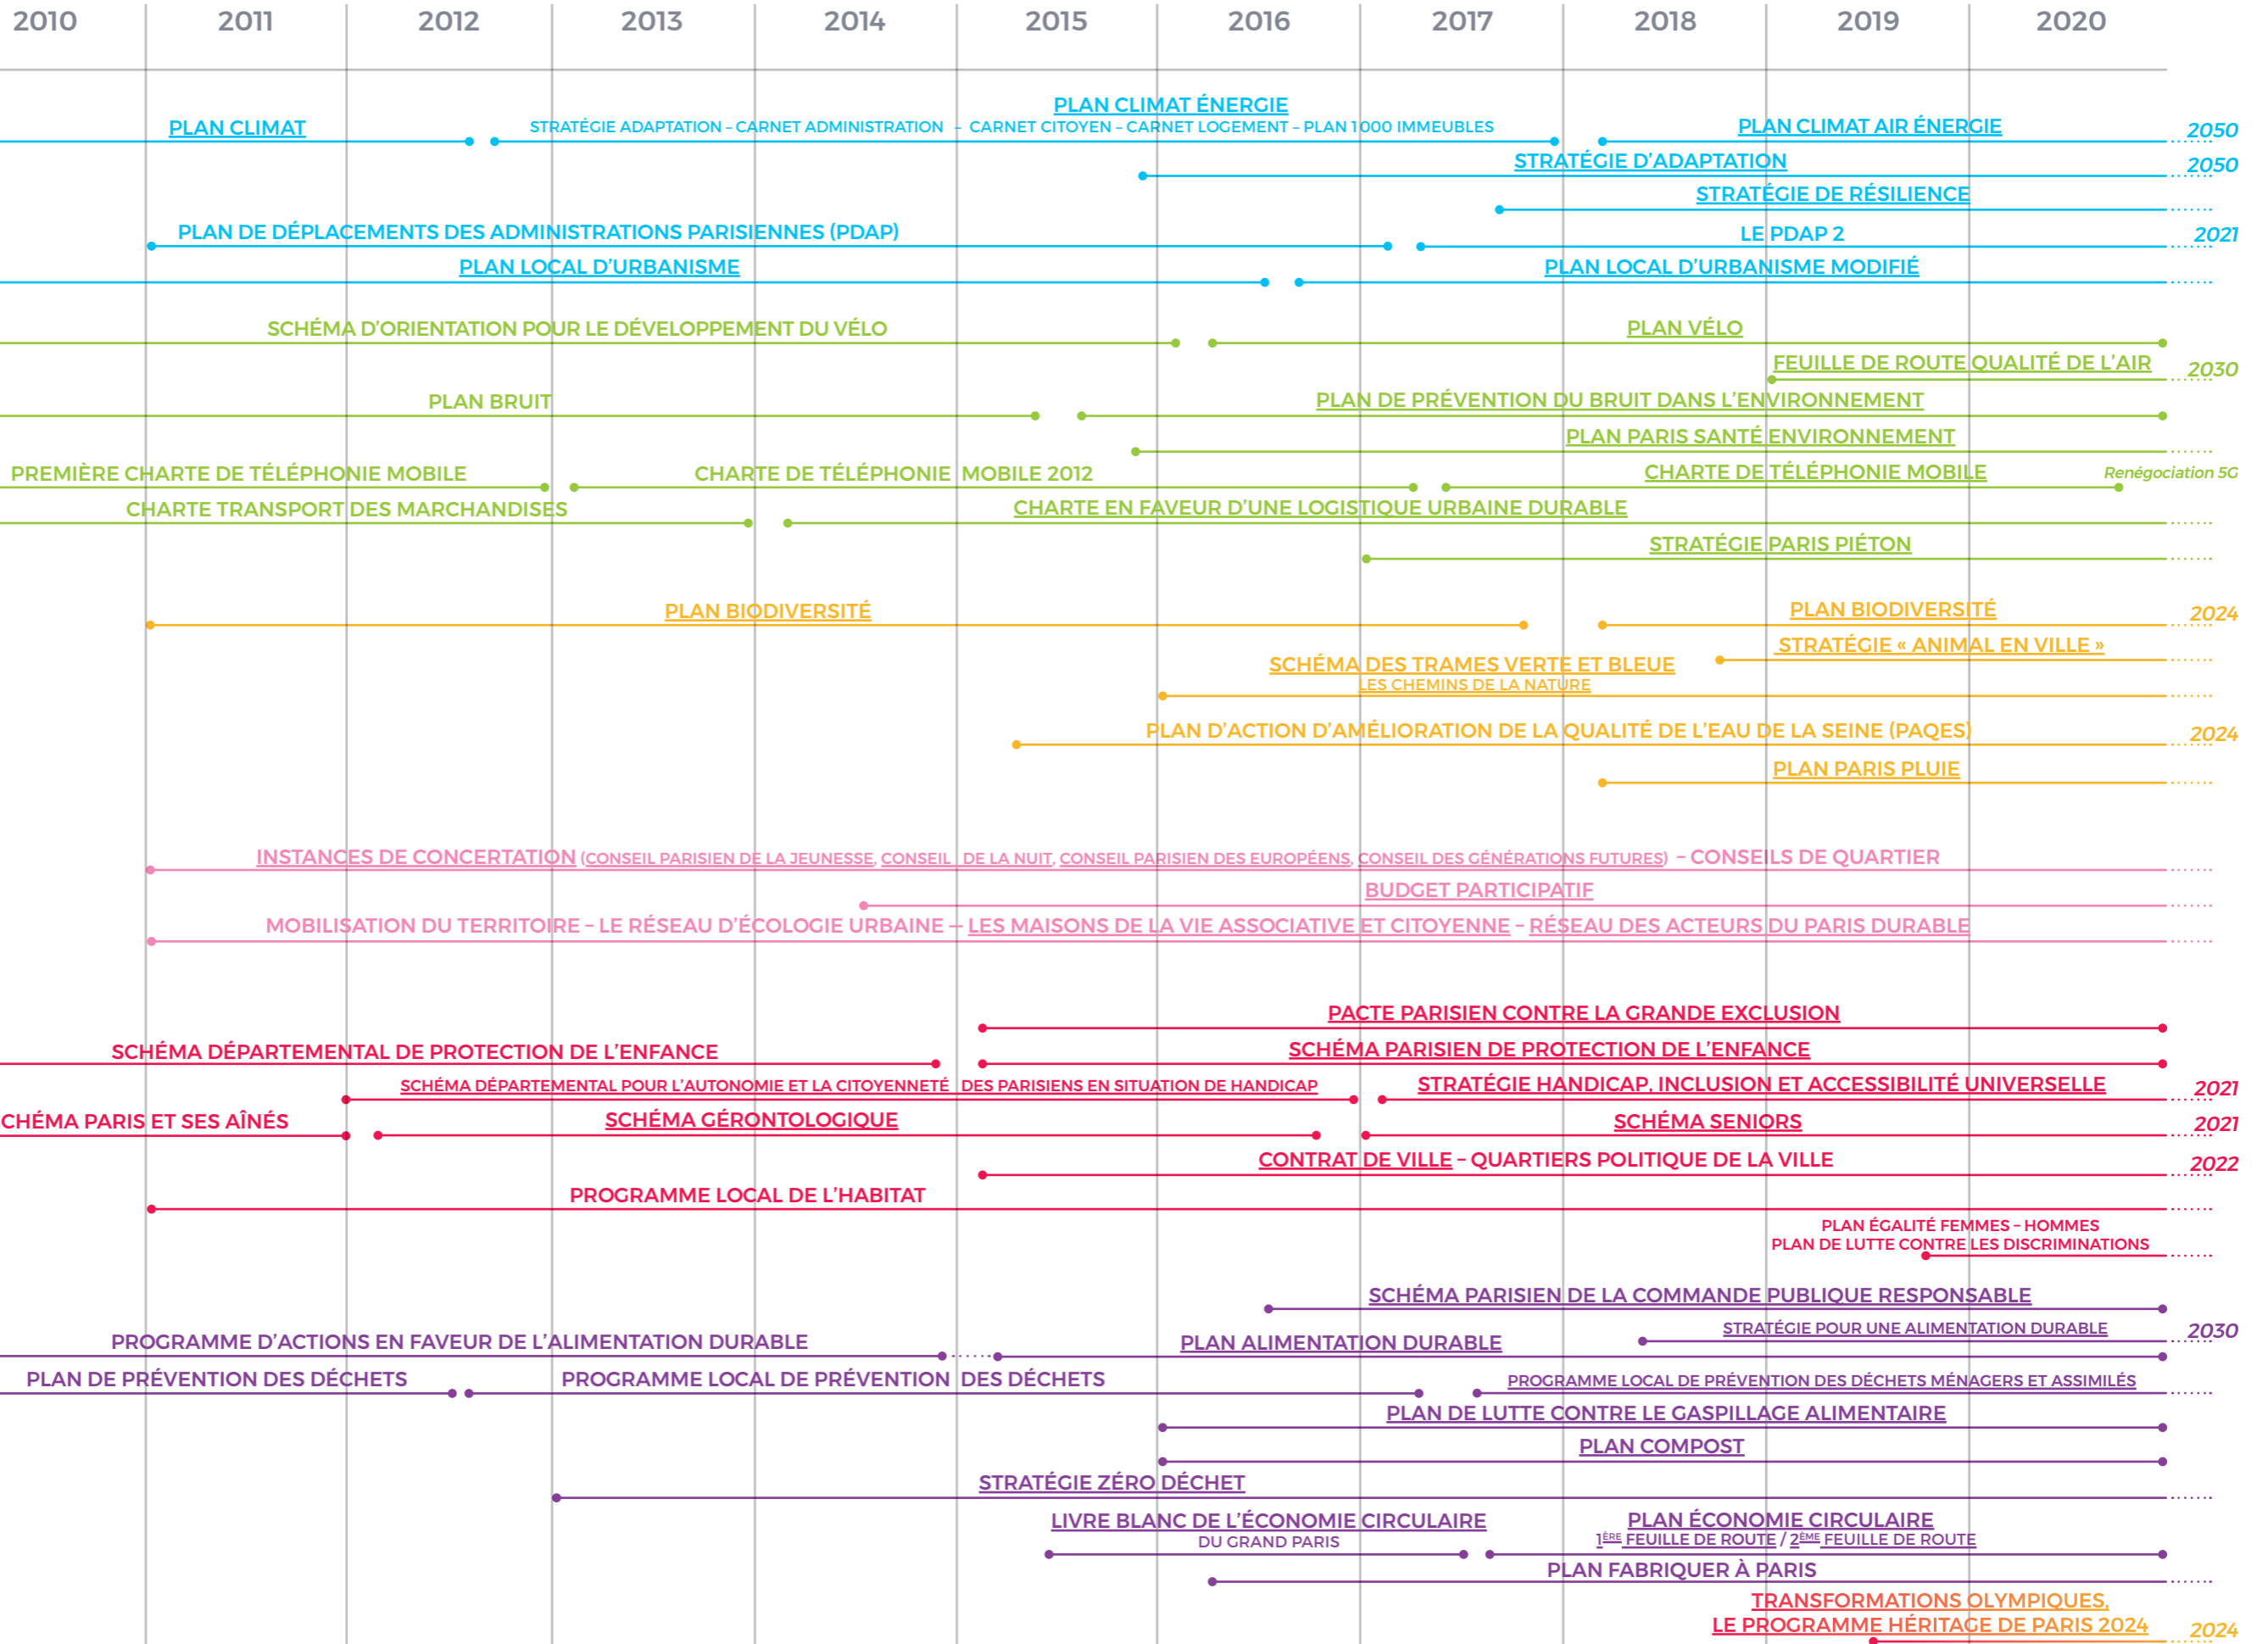 2010 2011 2012 2013 2014 2015 2016 2017 2018 2019 2020
PLAN CLIMAT ÉNERGIE
PLAN CLIMAT
STRATÉGIE ADAPTATION – CARNET ADMINISTRATION – CARNET CITOYEN – CARNET LOGEMENT – PLAN 1000 IMMEUBLES
PLAN CLIMAT AIR ÉNERGIE 2050
STRATÉGIE D'ADAPTATION 2050
STRATÉGIE DE RÉSILIENCE
PLAN DE DÉPLACEMENTS DES ADMINISTRATIONS PARISIENNES (PDAP) LE PDAP 2 2021
PLAN LOCAL D'URBANISME PLAN LOCAL D'URBANISME MODIFIÉ
SCHÉMA D'ORIENTATION POUR LE DÉVELOPPEMENT DU VÉLO PLAN VÉLO
FEUILLE DE ROUTE QUALITÉ DE L'AIR 2030
PLAN BRUIT PLAN DE PRÉVENTION DU BRUIT DANS L'ENVIRONNEMENT
PLAN PARIS SANTÉ ENVIRONNEMENT
PREMIÈRE CHARTE DE TÉLÉPHONIE MOBILE CHARTE DE TÉLÉPHONIE MOBILE 2012 CHARTE DE TÉLÉPHONIE MOBILE Renégociation 5G
CHARTE TRANSPORT DES MARCHANDISES CHARTE EN FAVEUR D'UNE LOGISTIQUE URBAINE DURABLE
STRATÉGIE PARIS PIÉTON
PLAN BIODIVERSITÉ PLAN BIODIVERSITÉ 2024
STRATÉGIE « ANIMAL EN VILLE »
SCHÉMA DES TRAMES VERTE ET BLEUE
LES CHEMINS DE LA NATURE
PLAN D'ACTION D'AMÉLIORATION DE LA QUALITÉ DE L'EAU DE LA SEINE (PAQES) 2024
PLAN PARIS PLUIE
INSTANCES DE CONCERTATION (CONSEIL PARISIEN DE LA JEUNESSE, CONSEIL DE LA NUIT, CONSEIL PARISIEN DES EUROPÉENS, CONSEIL DES GÉNÉRATIONS FUTURES) – CONSEILS DE QUARTIER
BUDGET PARTICIPATIF
MOBILISATION DU TERRITOIRE – LE RÉSEAU D'ÉCOLOGIE URBAINE — LES MAISONS DE LA VIE ASSOCIATIVE ET CITOYENNE – RÉSEAU DES ACTEURS DU PARIS DURABLE
PACTE PARISIEN CONTRE LA GRANDE EXCLUSION
SCHÉMA DÉPARTEMENTAL DE PROTECTION DE L'ENFANCE SCHÉMA PARISIEN DE PROTECTION DE L'ENFANCE
SCHÉMA DÉPARTEMENTAL POUR L'AUTONOMIE ET LA CITOYENNETÉ DES PARISIENS EN SITUATION DE HANDICAP STRATÉGIE HANDICAP, INCLUSION ET ACCESSIBILITÉ UNIVERSELLE 2021
CHÉMA PARIS ET SES AÎNÉS SCHÉMA GÉRONTOLOGIQUE SCHÉMA SENIORS 2021
CONTRAT DE VILLE – QUARTIERS POLITIQUE DE LA VILLE 2022
PROGRAMME LOCAL DE L'HABITAT
PLAN ÉGALITÉ FEMMES – HOMMES
PLAN DE LUTTE CONTRE LES DISCRIMINATIONS
SCHÉMA PARISIEN DE LA COMMANDE PUBLIQUE RESPONSABLE
STRATÉGIE POUR UNE ALIMENTATION DURABLE 2030
PROGRAMME D'ACTIONS EN FAVEUR DE L'ALIMENTATION DURABLE PLAN ALIMENTATION DURABLE
PLAN DE PRÉVENTION DES DÉCHETS PROGRAMME LOCAL DE PRÉVENTION DES DÉCHETS PROGRAMME LOCAL DE PRÉVENTION DES DÉCHETS MÉNAGERS ET ASSIMILÉS
PLAN DE LUTTE CONTRE LE GASPILLAGE ALIMENTAIRE
PLAN COMPOST
STRATÉGIE ZÉRO DÉCHET
LIVRE BLANC DE L'ÉCONOMIE CIRCULAIRE
DU GRAND PARIS
PLAN ÉCONOMIE CIRCULAIRE
1ÈRE FEUILLE DE ROUTE / 2ÈME FEUILLE DE ROUTE
PLAN FABRIQUER À PARIS
TRANSFORMATIONS OLYMPIQUES,
LE PROGRAMME HÉRITAGE DE PARIS 2024 2024